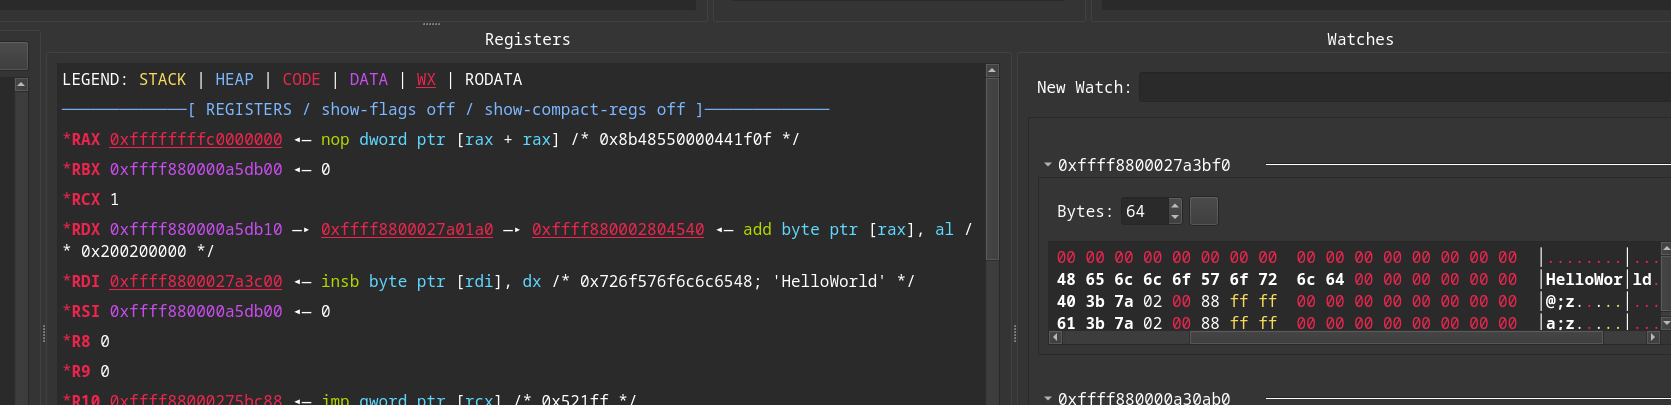 Registers
LEGEND: STACK | HEAP | CODE | DATA | WX | RODATA
─────────────[ REGISTERS / show-flags off / show-compact-regs off ]─────────────
*RAX 0xffffffffc0000000 ◂— nop dword ptr [rax + rax] /* 0x8b48550000441f0f */
*RBX 0xffff880000a5db00 ◂— 0
*RCX 1
*RDX 0xffff880000a5db10 —▸ 0xffff8800027a01a0 —▸ 0xffff880002804540 ◂— add byte ptr [rax], al /
* 0x200200000 */
*RDI 0xffff8800027a3c00 ◂— insb byte ptr [rdi], dx /* 0x726f576f6c6c6548; 'HelloWorld' */
*RSI 0xffff880000a5db00 ◂— 0
*R8 0
*R9 0
*R10 0xffff88000275bc88 ◂— jmp qword ptr [rcx] /* 0x521ff */
Watches
New Watch:
0xffff8800027a3bf0
Bytes: 64
00 00 00 00 00 00 00 00 00 00 00 00 00 00 00 00 |........|...
48 65 6c 6c 6f 57 6f 72 6c 64 00 00 00 00 00 00 |HelloWor|ld.
40 3b 7a 02 00 88 ff ff 00 00 00 00 00 00 00 00 |@;z.....|...
61 3b 7a 02 00 88 ff ff 00 00 00 00 00 00 00 00 |a;z.....|...
0xffff880000a30ab0